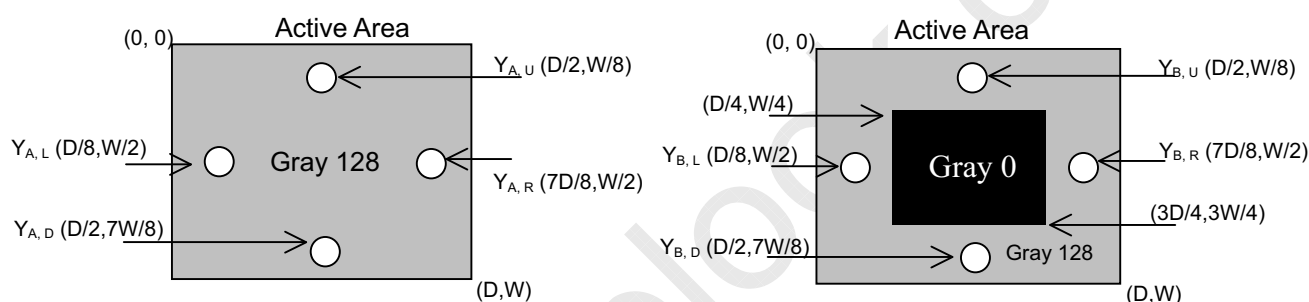 Active Area
(0, 0)
Y_A, U (D/2,W/8)
Y_A, L (D/8,W/2)
Gray 128
Y_A, R (7D/8,W/2)
Y_A, D (D/2,7W/8)
(D,W)
Active Area
(0, 0)
Y_B, U (D/2,W/8)
(D/4,W/4)
Y_B, L (D/8,W/2)
Gray 0
Y_B, R (7D/8,W/2)
(3D/4,3W/4)
Y_B, D (D/2,7W/8)
Gray 128
(D,W)